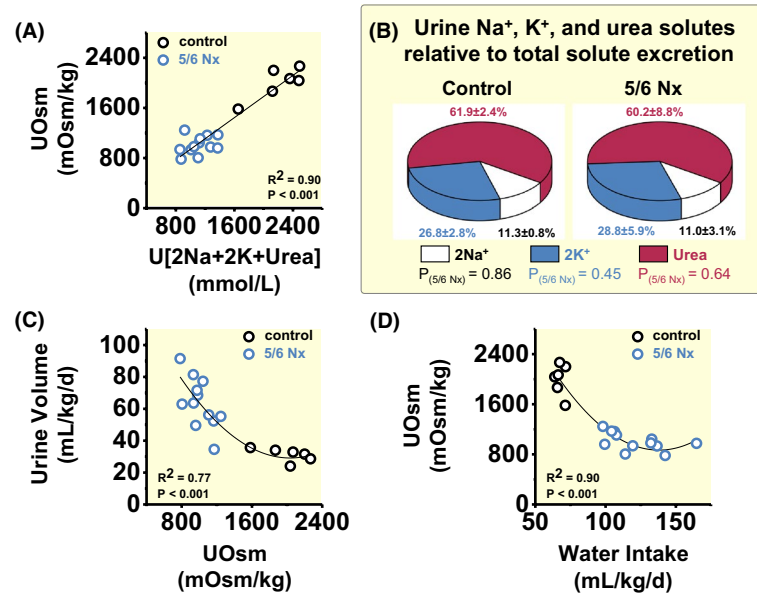 (A)
control
5/6 Nx
UOsm
(mOsm/kg)
2400
1600
800
0
R² = 0.90
P < 0.001
800 1600 2400
U[2Na+2K+Urea]
(mmol/L)
(B) Urine Na⁺, K⁺, and urea solutes
relative to total solute excretion
Control 5/6 Nx
61.9±2.4% 60.2±8.8%
26.8±2.8% 11.3±0.8% 28.8±5.9% 11.0±3.1%
2Na⁺ 2K⁺ Urea
P(5/6 Nx) = 0.86 P(5/6 Nx) = 0.45 P(5/6 Nx) = 0.64
(C)
control
5/6 Nx
Urine Volume
(mL/kg/d)
100
80
60
40
20
0
R² = 0.77
P < 0.001
800 1600 2400
UOsm
(mOsm/kg)
(D)
control
5/6 Nx
UOsm
(mOsm/kg)
2400
1600
800
0
R² = 0.90
P < 0.001
50 100 150
Water Intake
(mL/kg/d)